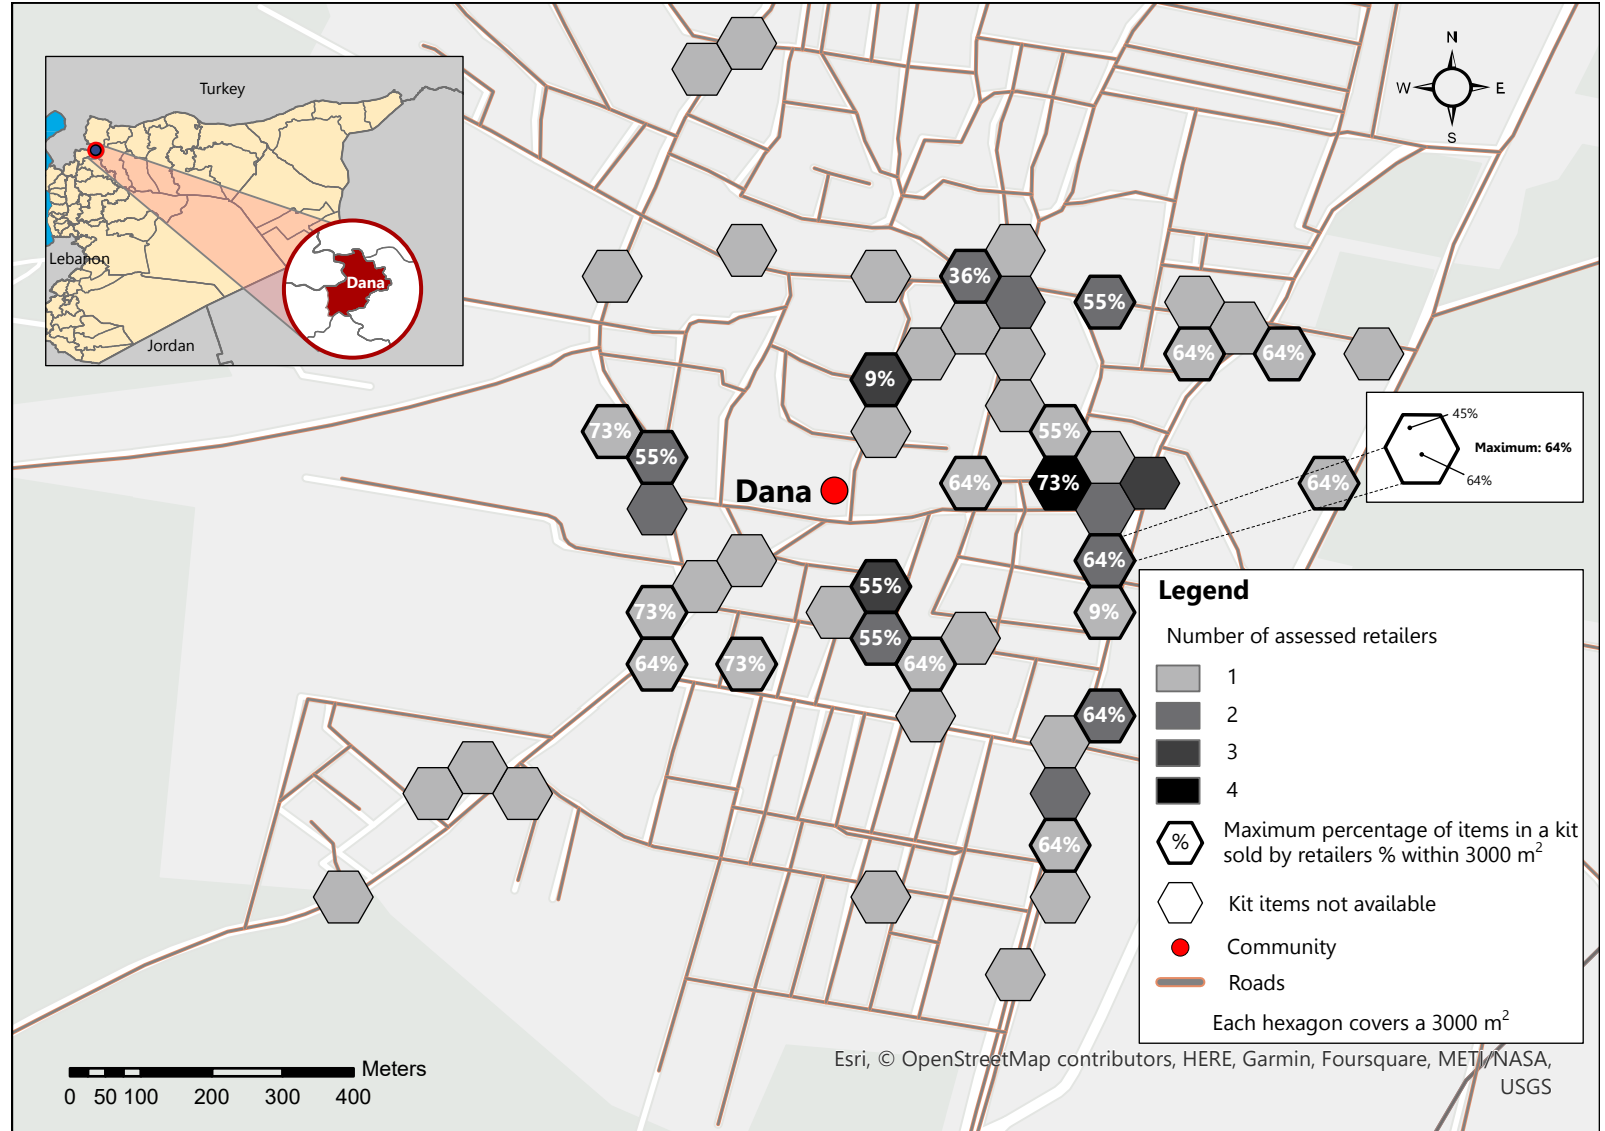 Turkey
Lebanon
Jordan
Dana
N
W
E
S
36%
55%
64%
64%
9%
73%
55%
55%
64%
73%
64%
45%
Maximum: 64%
64%
Dana
64%
55%
9%
73%
55%
64%
73%
64%
64%
64%
Legend
Number of assessed retailers
1
2
3
4
%
Maximum percentage of items in a kit
sold by retailers % within 3000 m²
Kit items not available
Community
Roads
Each hexagon covers a 3000 m²
Esri, © OpenStreetMap contributors, HERE, Garmin, Foursquare, METI/NASA,
USGS
Meters
0 50 100 200 300 400